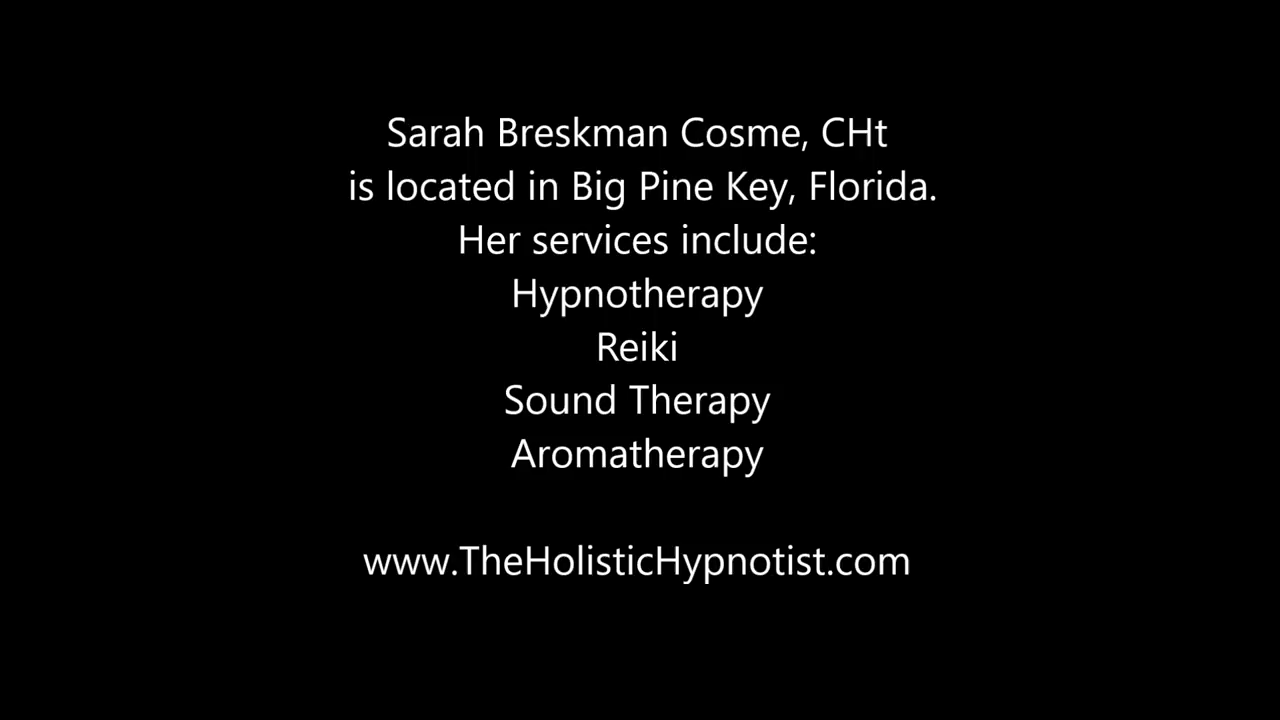 Sarah Breskman Cosme, CHt
is located in Big Pine Key, Florida.
Her services include:
Hypnotherapy
Reiki
Sound Therapy
Aromatherapy
www.TheHolisticHypnotist.com